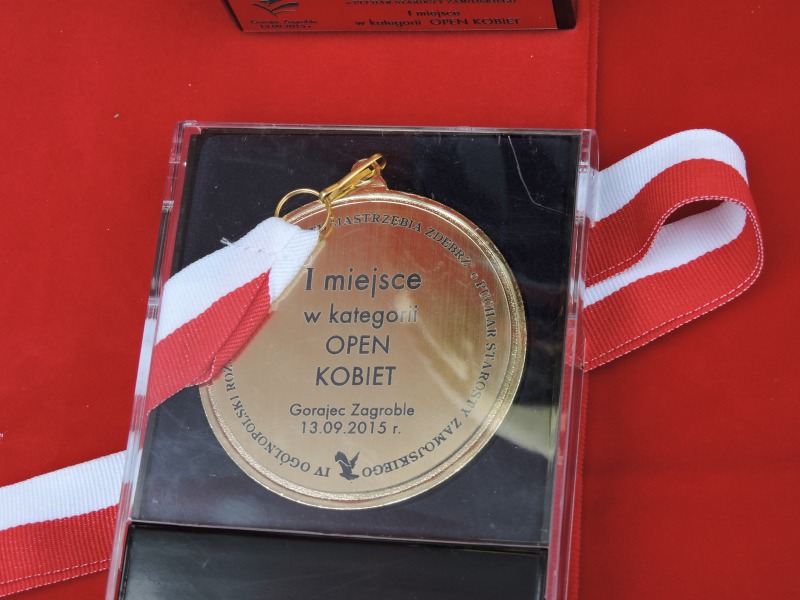 I miejsce
w kategorii OPEN KOBIET
Gorajec Zagroble
13.09.2015 r.
JASTRZĘBIA ZDEBRZ • PUCHAR STAROSTY ZAMOJSKIEGO
I miejsce
w kategorii
OPEN
KOBIET
Gorajec Zagroble
13.09.2015 r.
IV OGÓLNOPOLSKI